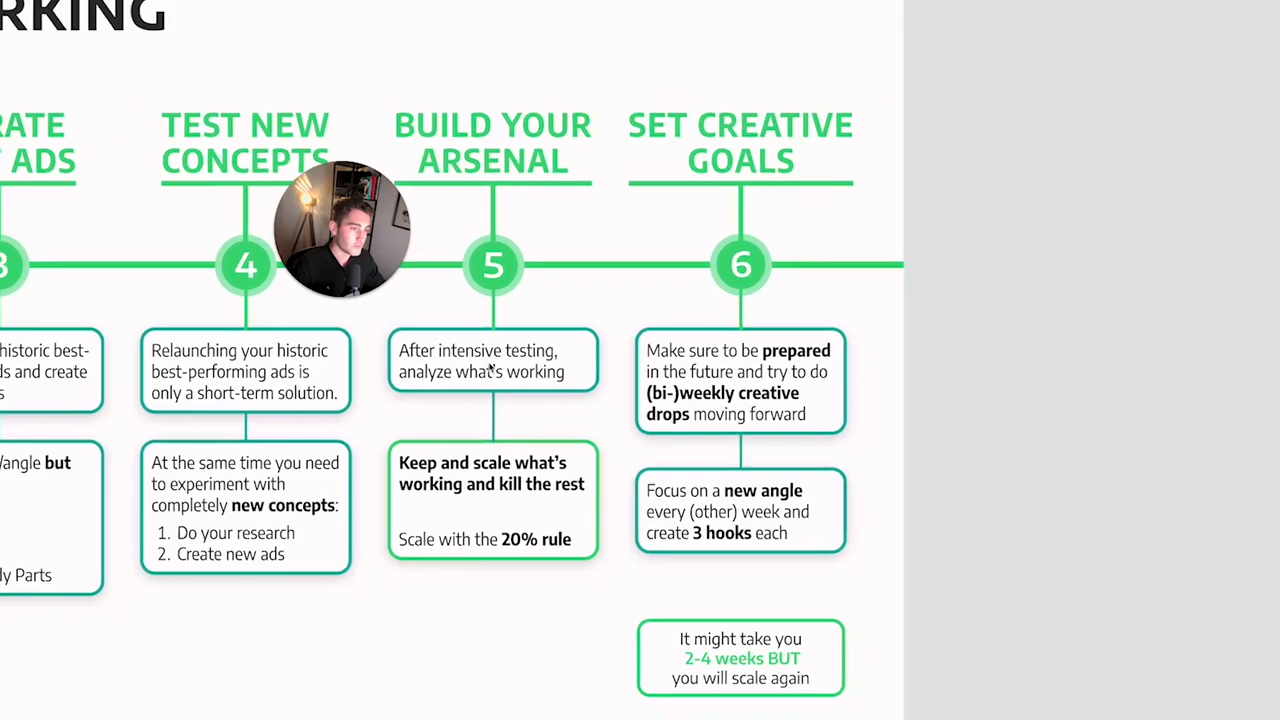 RKING
RATE
ADS
TEST NEW
CONCEPTS
BUILD YOUR
ARSENAL
SET CREATIVE
GOALS
3
4
5
6
historic best-
ds and create
s
/angle but
dy Parts
Relaunching your historic
best-performing ads is
only a short-term solution.
At the same time you need
to experiment with
completely new concepts:
1. Do your research
2. Create new ads
After intensive testing,
analyze what's working
Keep and scale what's
working and kill the rest
Scale with the 20% rule
Make sure to be prepared
in the future and try to do
(bi-)weekly creative
drops moving forward
Focus on a new angle
every (other) week and
create 3 hooks each
It might take you
2-4 weeks BUT
you will scale again